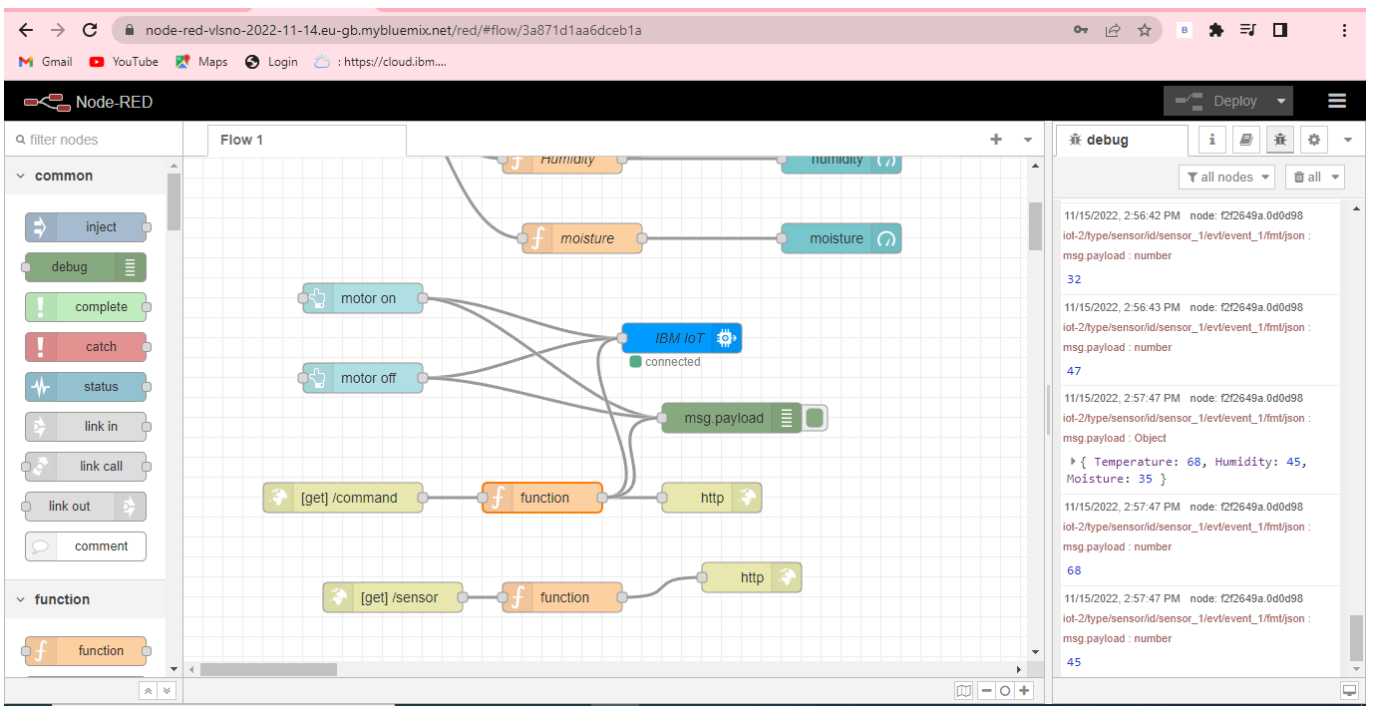 node-red-vlsno-2022-11-14.eu-gb.mybluemix.net/red/#flow/3a871d1aa6dceb1a
Gmail YouTube Maps Login : https://cloud.ibm....
Node-RED
Deploy
filter nodes
common
inject
debug
complete
catch
status
link in
link call
link out
comment
function
function
Flow 1
Humidity
humidity
moisture
moisture
motor on
IBM IoT
connected
motor off
msg.payload
[get] /command
function
http
[get] /sensor
function
http
debug
all nodes
all
11/15/2022, 2:56:42 PM node: f2f2649a.0d0d98
iot-2/type/sensor/id/sensor_1/evt/event_1/fmt/json :
msg.payload : number
32
11/15/2022, 2:56:43 PM node: f2f2649a.0d0d98
iot-2/type/sensor/id/sensor_1/evt/event_1/fmt/json :
msg.payload : number
47
11/15/2022, 2:57:47 PM node: f2f2649a.0d0d98
iot-2/type/sensor/id/sensor_1/evt/event_1/fmt/json :
msg.payload : Object
{ Temperature: 68, Humidity: 45,
Moisture: 35 }
11/15/2022, 2:57:47 PM node: f2f2649a.0d0d98
iot-2/type/sensor/id/sensor_1/evt/event_1/fmt/json :
msg.payload : number
68
11/15/2022, 2:57:47 PM node: f2f2649a.0d0d98
iot-2/type/sensor/id/sensor_1/evt/event_1/fmt/json :
msg.payload : number
45